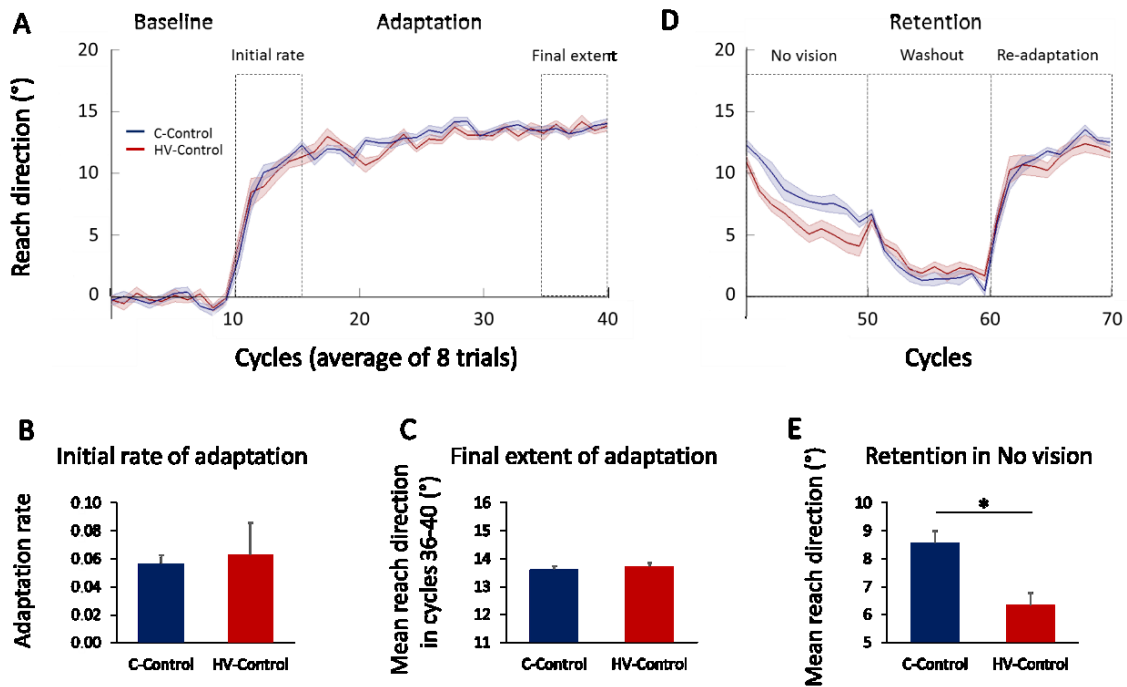 A
Baseline
Adaptation
20
15
10
5
0
Reach direction (°)
Initial rate
Final extent
C-Control
HV-Control
10
20
30
40
Cycles (average of 8 trials)
D
Retention
20
15
10
5
0
No vision
Washout
Re-adaptation
50
60
70
Cycles
B
Initial rate of adaptation
Adaptation rate
0.10
0.08
0.06
0.04
0.02
0.00
C-Control
HV-Control
C
Final extent of adaptation
Mean reach direction
in cycles 36-40 (°)
16
15
14
13
12
11
C-Control
HV-Control
E
Retention in No vision
Mean reach direction (°)
10
9
8
7
6
5
*
C-Control
HV-Control